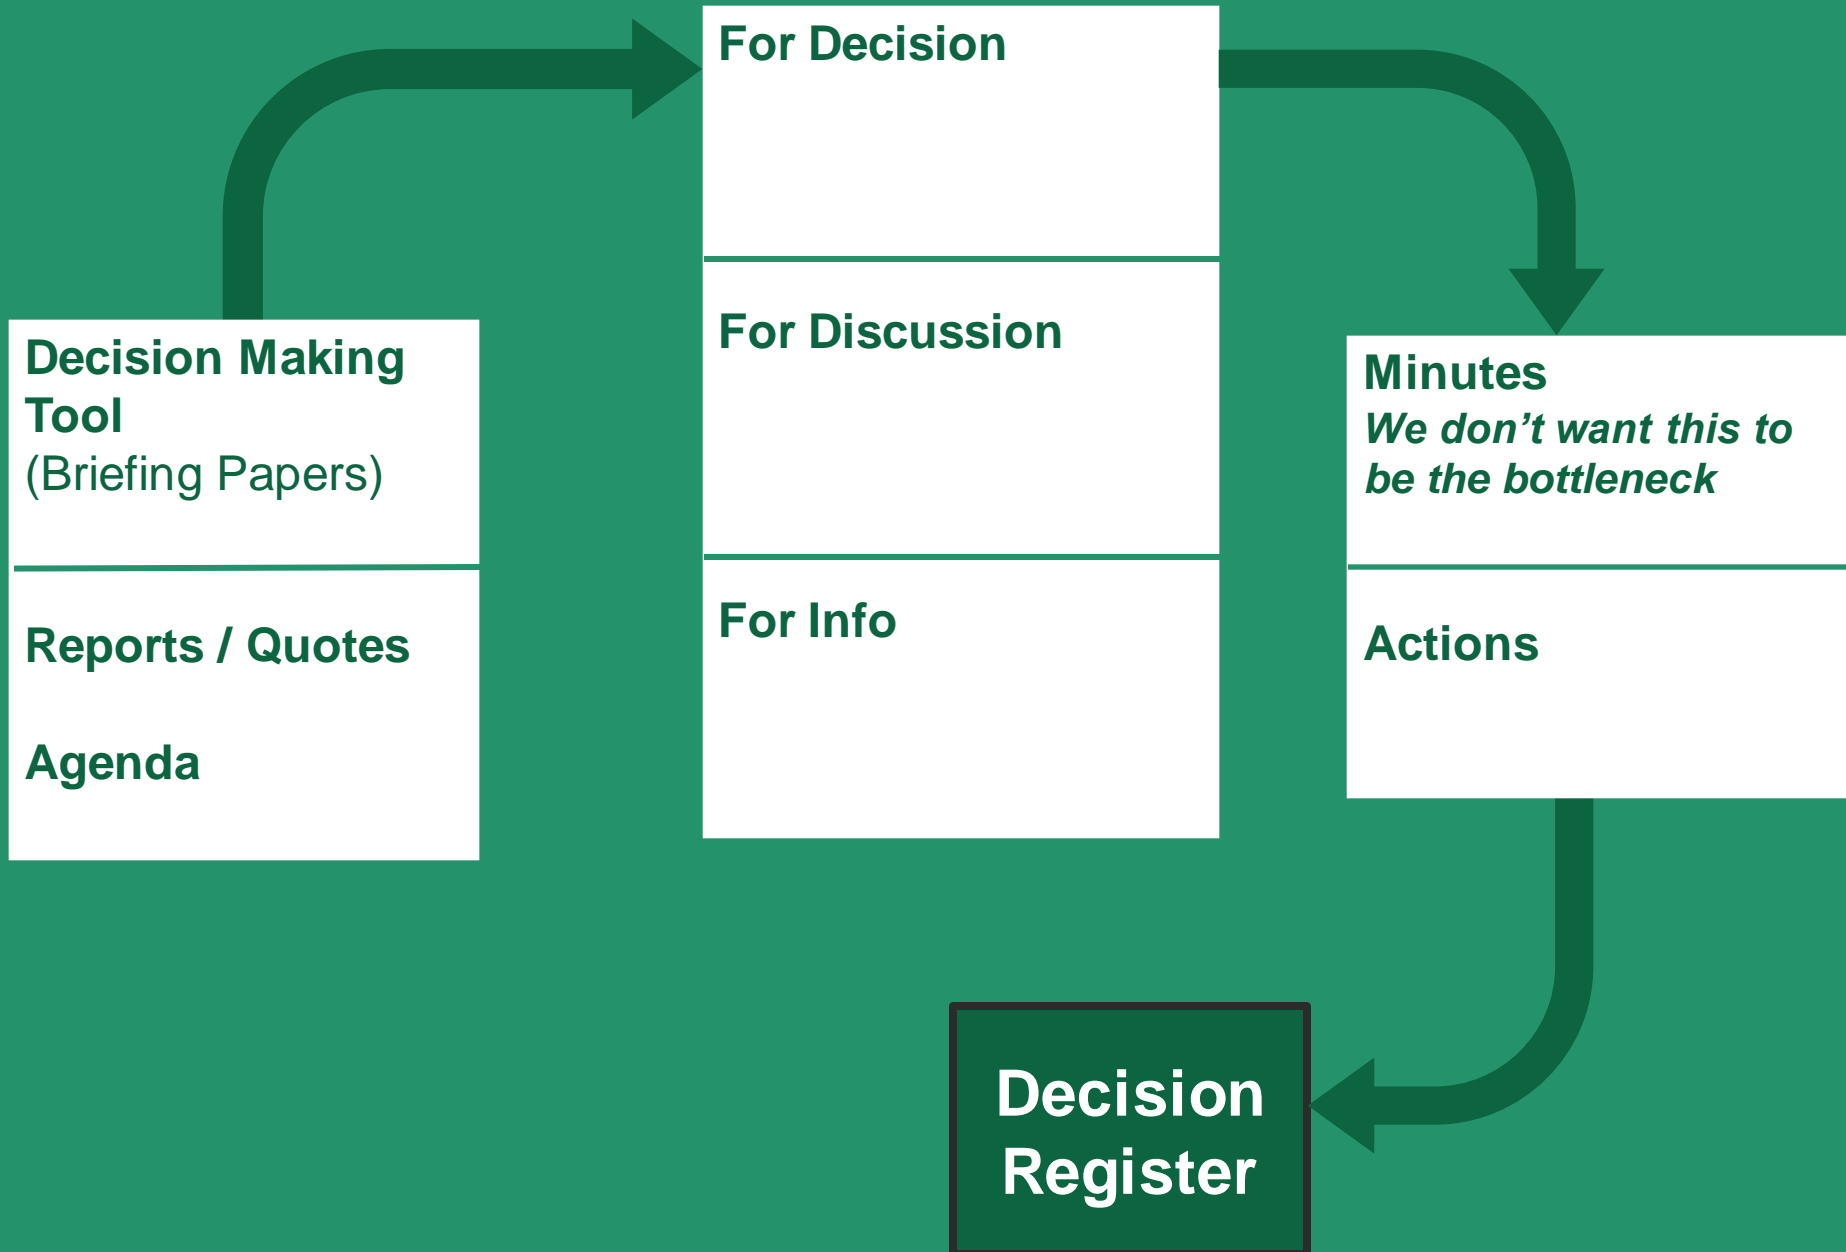 Decision Making
Tool
(Briefing Papers)
Reports / Quotes
Agenda
For Decision
For Discussion
For Info
Minutes
We don’t want this to
be the bottleneck
Actions
Decision
Register